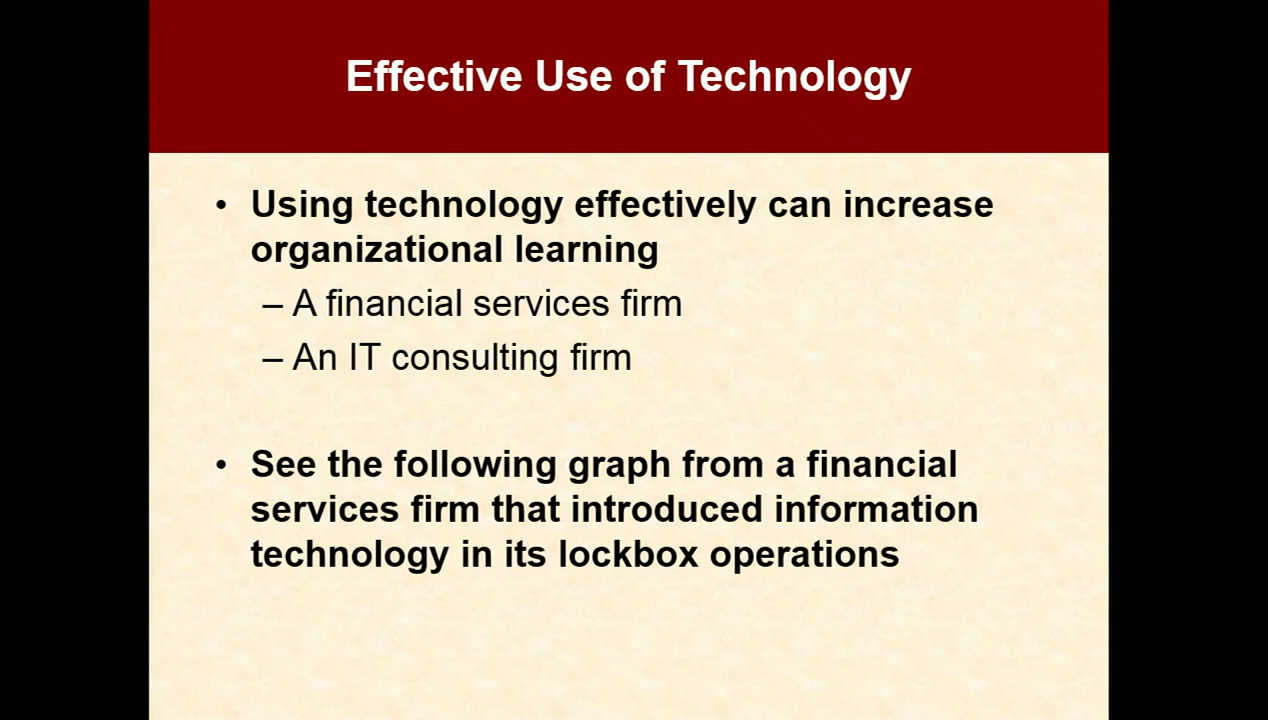 Effective Use of Technology
• Using technology effectively can increase
organizational learning
– A financial services firm
– An IT consulting firm
• See the following graph from a financial
services firm that introduced information
technology in its lockbox operations